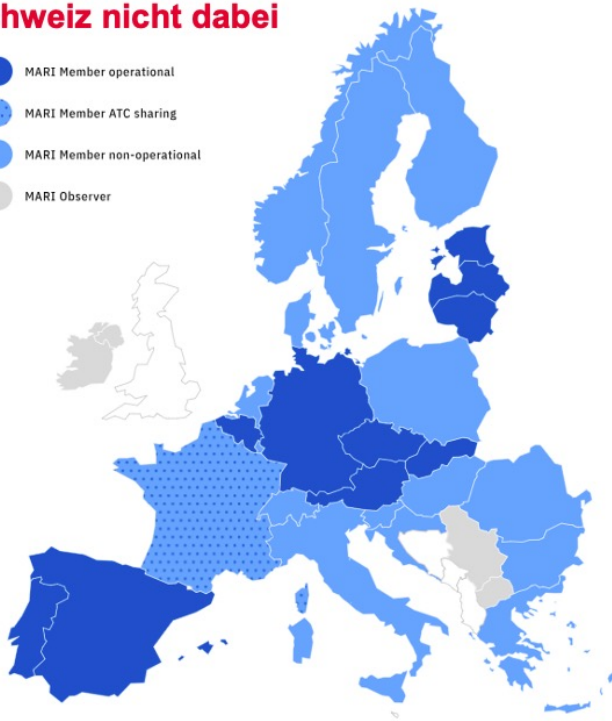 hweiz nicht dabei
MARI Member operational
MARI Member ATC sharing
MARI Member non-operational
MARI Observer